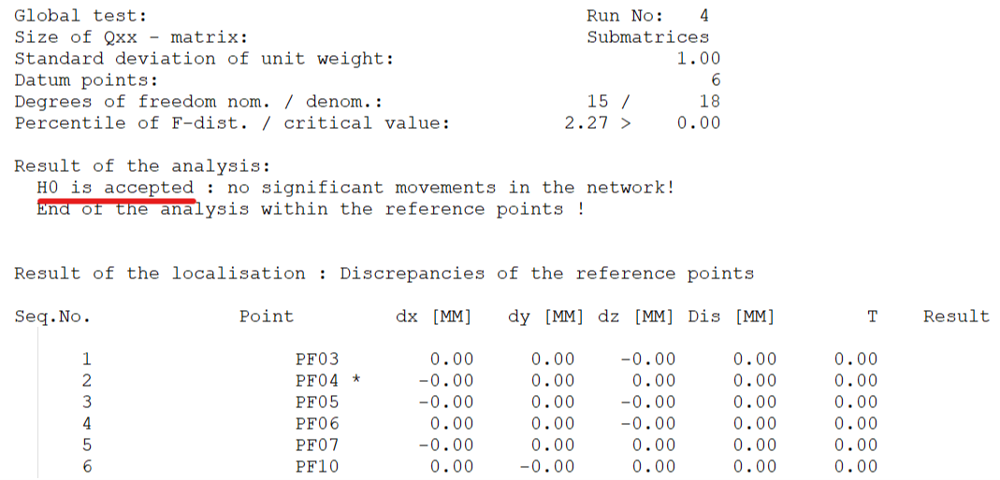 Global test: Run No: 4
Size of Qxx - matrix: Submatrices
Standard deviation of unit weight: 1.00
Datum points: 6
Degrees of freedom nom. / denom.: 15 / 18
Percentile of F-dist. / critical value: 2.27 > 0.00
Result of the analysis:
H0 is accepted : no significant movements in the network!
End of the analysis within the reference points !
Result of the localisation : Discrepancies of the reference points
Seq.No. Point dx [MM] dy [MM] dz [MM] Dis [MM] T Result
1 PF03 0.00 0.00 -0.00 0.00 0.00
2 PF04 * -0.00 0.00 0.00 0.00 0.00
3 PF05 -0.00 0.00 -0.00 0.00 0.00
4 PF06 0.00 0.00 -0.00 0.00 0.00
5 PF07 -0.00 0.00 0.00 0.00 0.00
6 PF10 0.00 -0.00 0.00 0.00 0.00